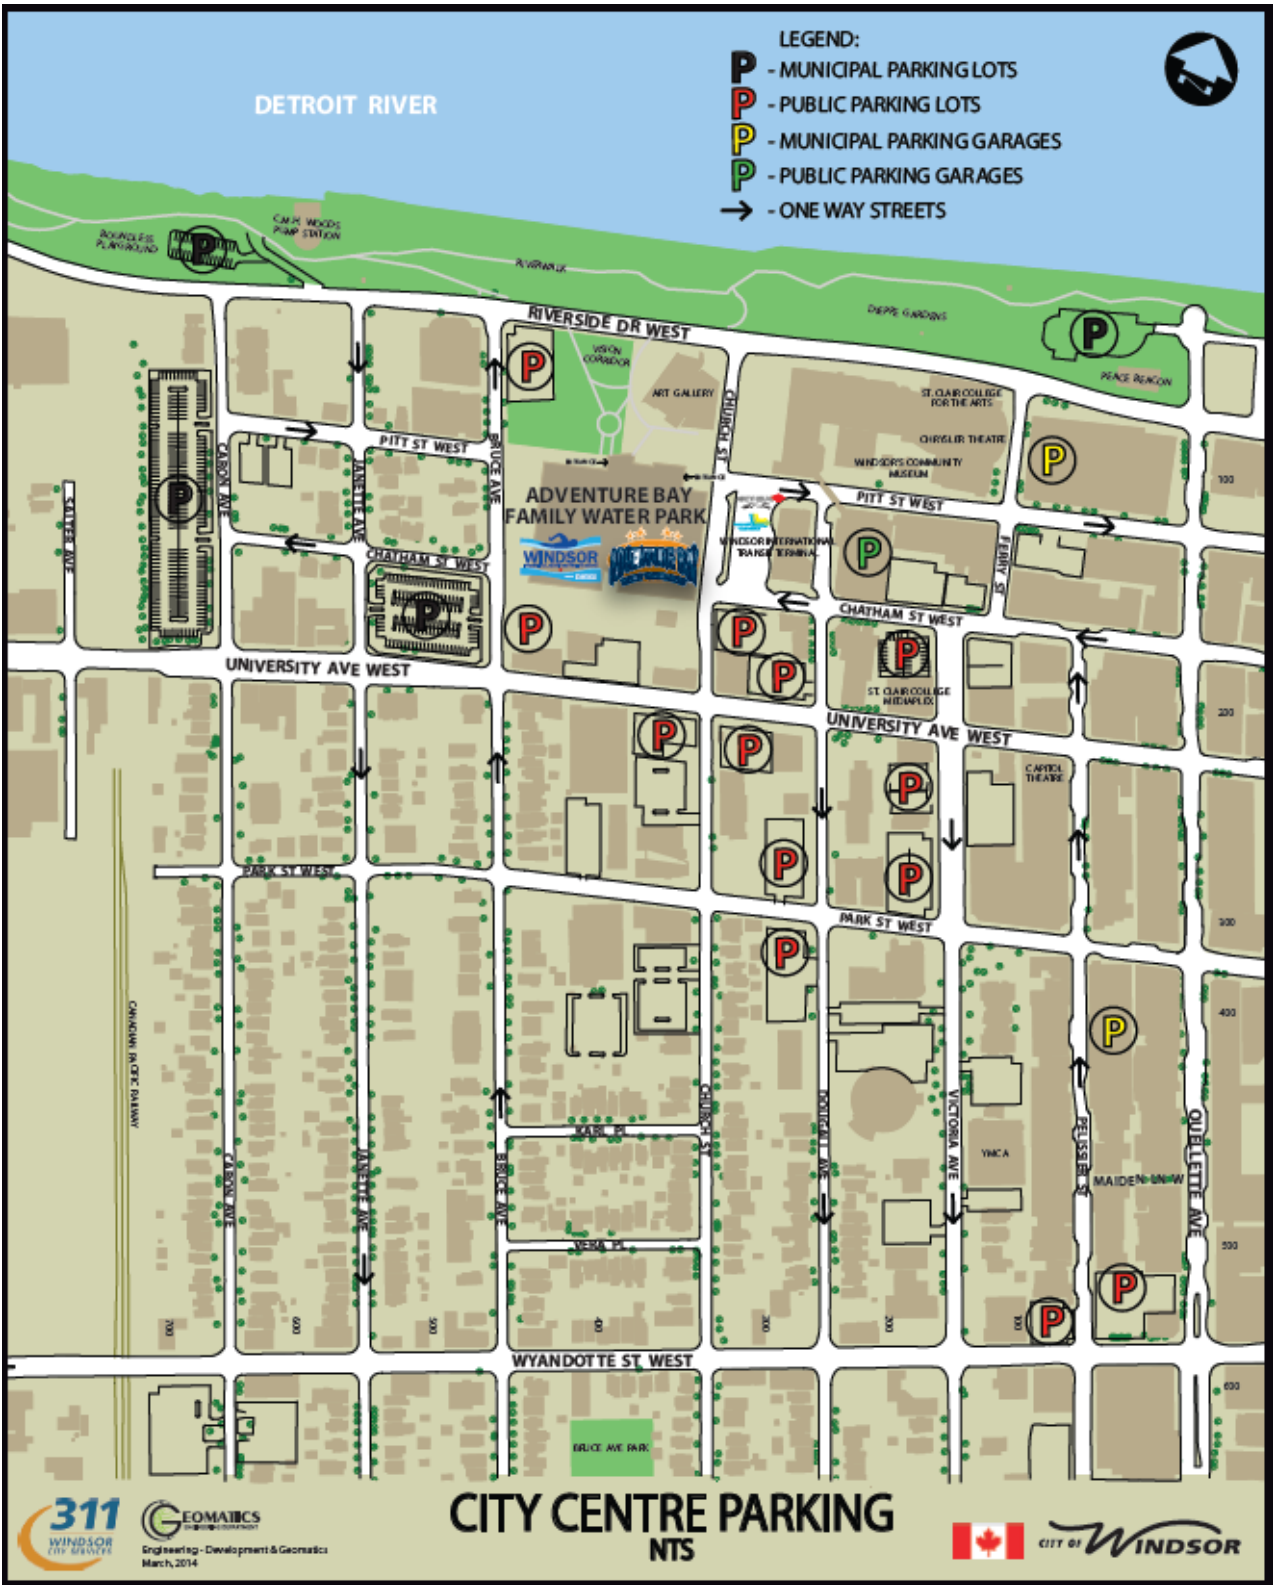 LEGEND:
P - MUNICIPAL PARKING LOTS
P - PUBLIC PARKING LOTS
P - MUNICIPAL PARKING GARAGES
P - PUBLIC PARKING GARAGES
→ - ONE WAY STREETS
DETROIT RIVER
C.M.H. WOODS
PUMP STATION
BOUNDLESS
PLAYGROUND
P
RIVERWALK
DIEPPE GARDENS
P
PEACE BEACON
RIVERSIDE DR WEST
VISION
CORRIDOR
P
ART GALLERY
CHURCH ST
ST. CLAIR COLLEGE
FOR THE ARTS
CHRYSLER THEATRE
WINDSOR'S COMMUNITY
MUSEUM
P
100
PITT ST WEST
PITT ST WEST
BRUCE AVE
CARON AVE
JANETTE AVE
SALTER AVE
P
ADVENTURE BAY
FAMILY WATER PARK
WINDSOR
WINDSOR INTERNATIONAL
TRANSIT TERMINAL
P
FERRY ST
CHATHAM ST WEST
P
CHATHAM ST WEST
P
P
P
P
ST. CLAIR COLLEGE
MEDIAPLEX
UNIVERSITY AVE WEST
UNIVERSITY AVE WEST
200
P
P
P
CAPITOL
THEATRE
P
P
PARK ST WEST
PARK ST WEST
300
P
400
P
CANADIAN PACIFIC RAILWAY
CHURCH ST
DOUGALL AVE
VICTORIA AVE
PELISSIER ST
OUELLETTE AVE
KARL PL
CARON AVE
JANETTE AVE
BRUCE AVE
YMCA
MAIDEN LN W
VERA PL
500
P
P
700
600
500
400
300
200
100
WYANDOTTE ST WEST
600
BRUCE AVE PARK
311
WINDSOR
CITY SERVICES
GEOMATICS
Engineering - Development & Geomatics
March, 2014
CITY CENTRE PARKING
NTS
CITY OF WINDSOR